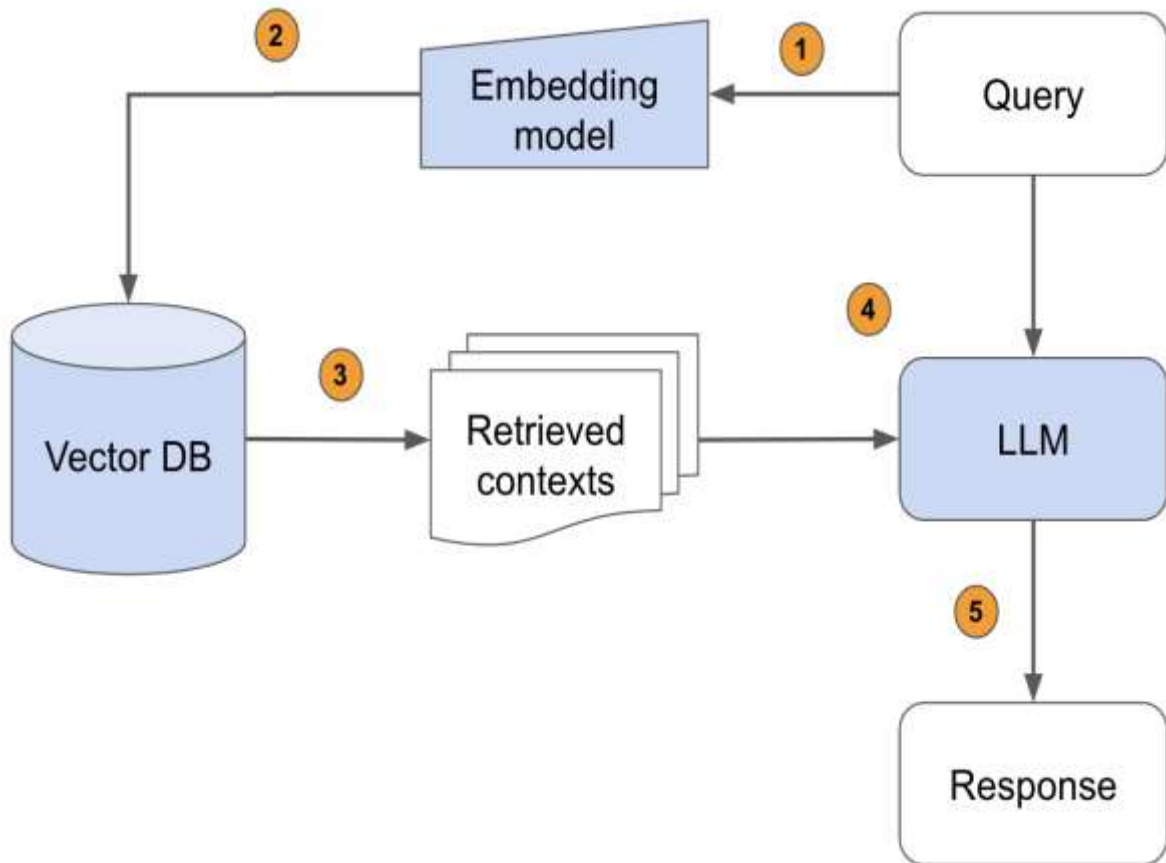 2
1
Embedding
model
Query
4
3
Vector DB
Retrieved
contexts
LLM
5
Response